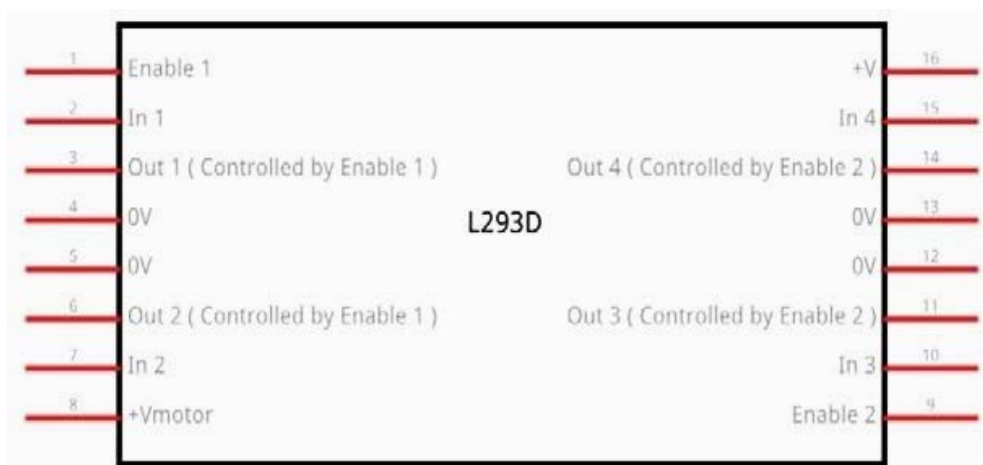 1 Enable 1 +V 16
2 In 1 In 4 15
3 Out 1 ( Controlled by Enable 1 ) Out 4 ( Controlled by Enable 2 ) 14
4 0V 0V 13
L293D
5 0V 0V 12
6 Out 2 ( Controlled by Enable 1 ) Out 3 ( Controlled by Enable 2 ) 11
7 In 2 In 3 10
8 +Vmotor Enable 2 9